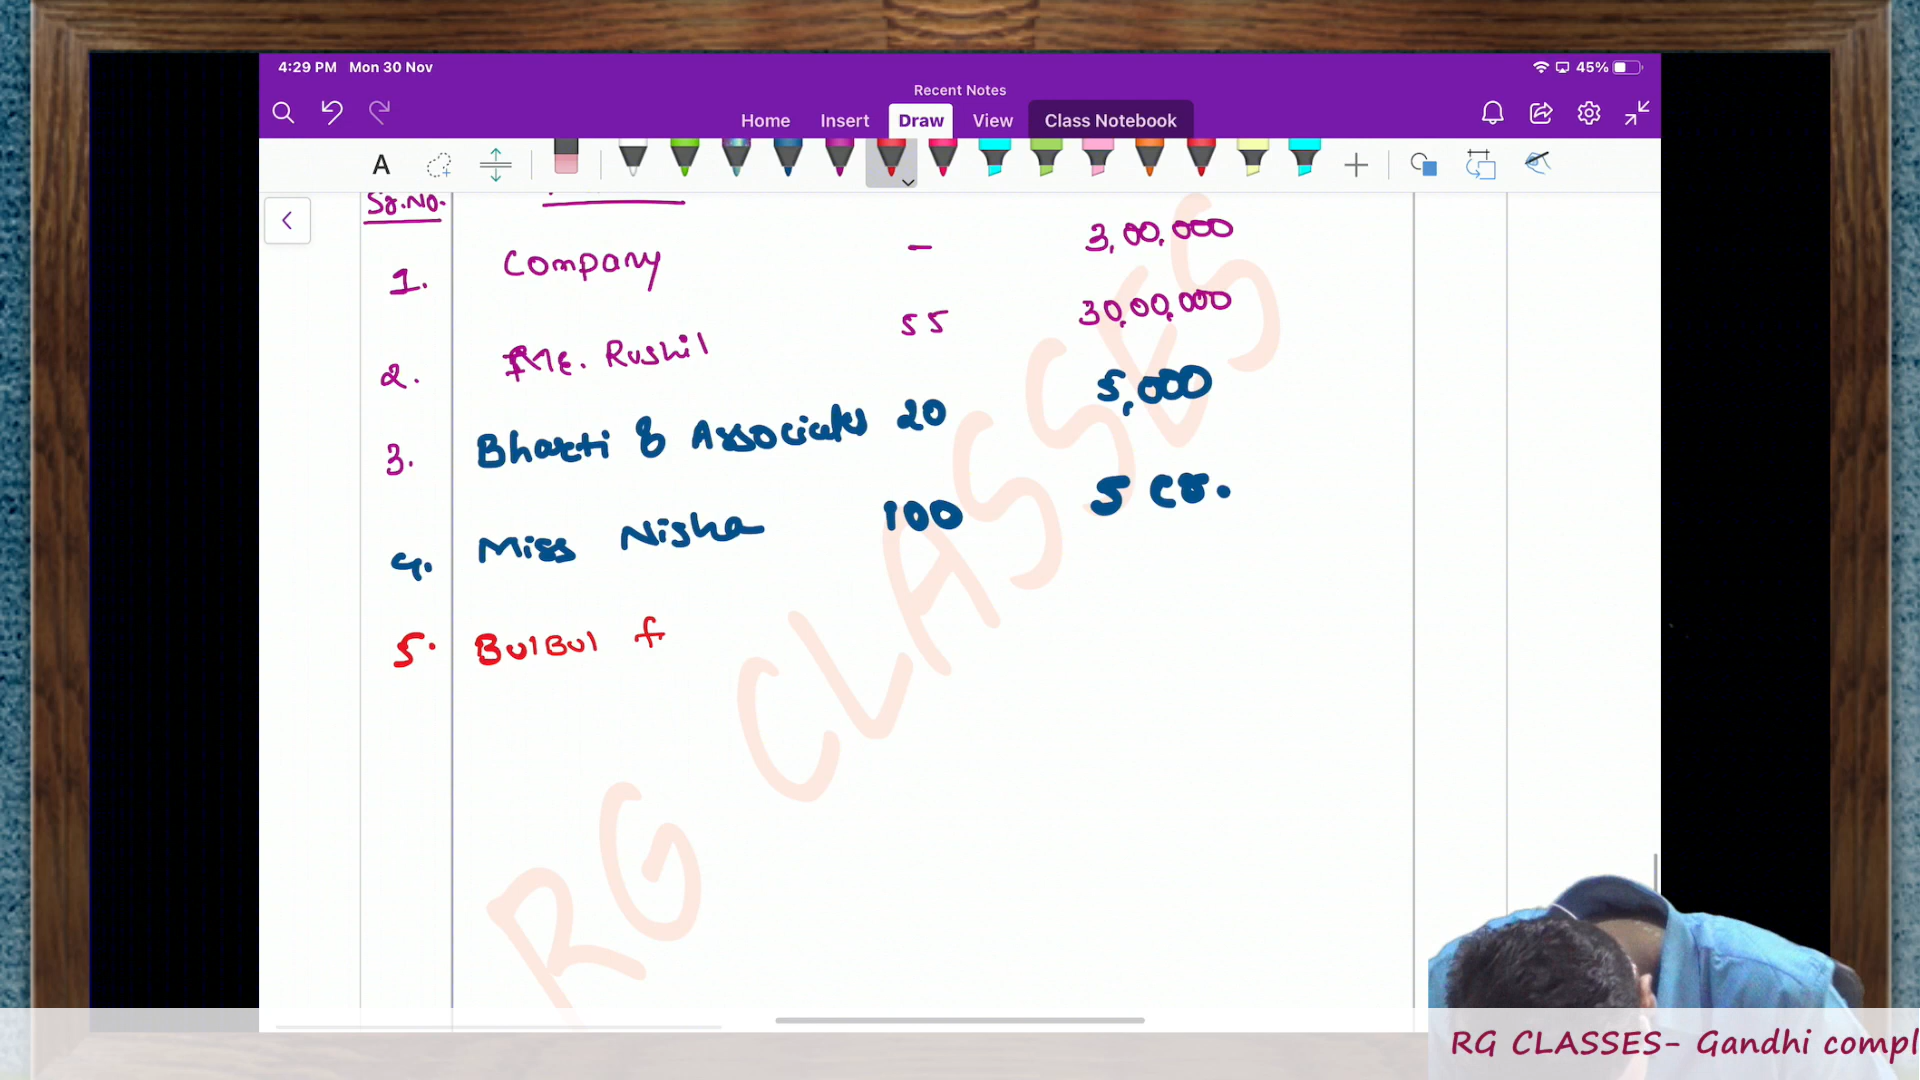 4:29 PM Mon 30 Nov
45%
Recent Notes
Home Insert Draw View Class Notebook
A
Sr.No.
1. Company - 3,00,000
2. Mr. Rushil 55 30,00,000
3. Bharti & Associates 20 5,000
4. Miss Nisha 100 5 cr.
5. BulBul f
RG CLASSES
RG CLASSES- Gandhi compl